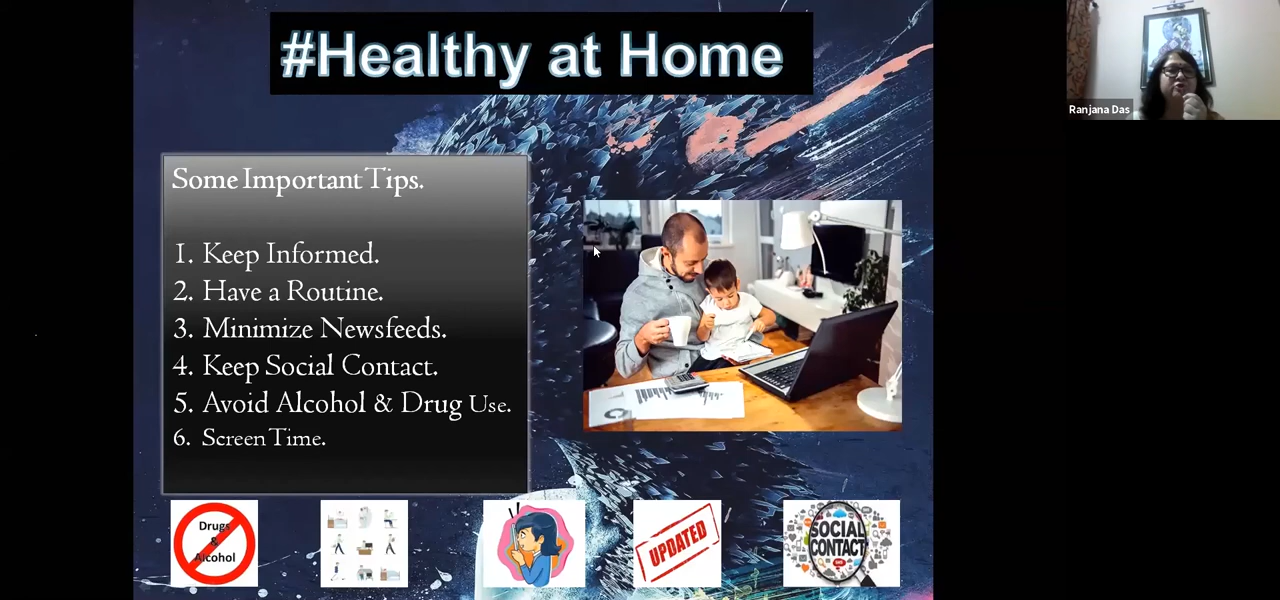 #Healthy at Home
Ranjana Das
Some Important Tips.
1. Keep Informed.
2. Have a Routine.
3. Minimize Newsfeeds.
4. Keep Social Contact.
5. Avoid Alcohol & Drug Use.
6. Screen Time.
Drugs
&
Alcohol
UPDATED
SOCIAL
CONTACT